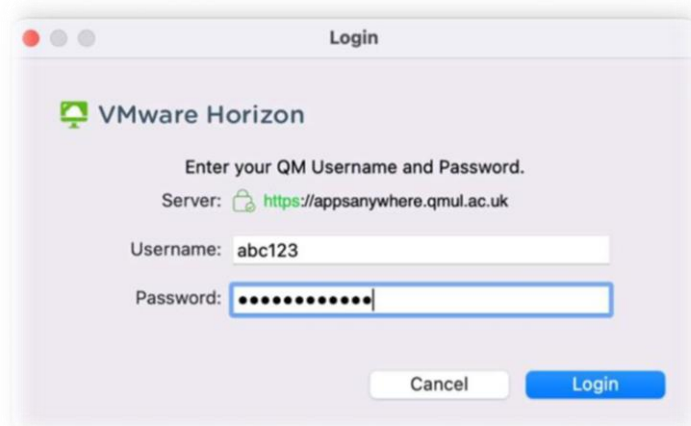 Login
VMware Horizon
Enter your QM Username and Password.
Server: https://appsanywhere.qmul.ac.uk
Username: abc123
Password: ••••••••••••
Cancel Login